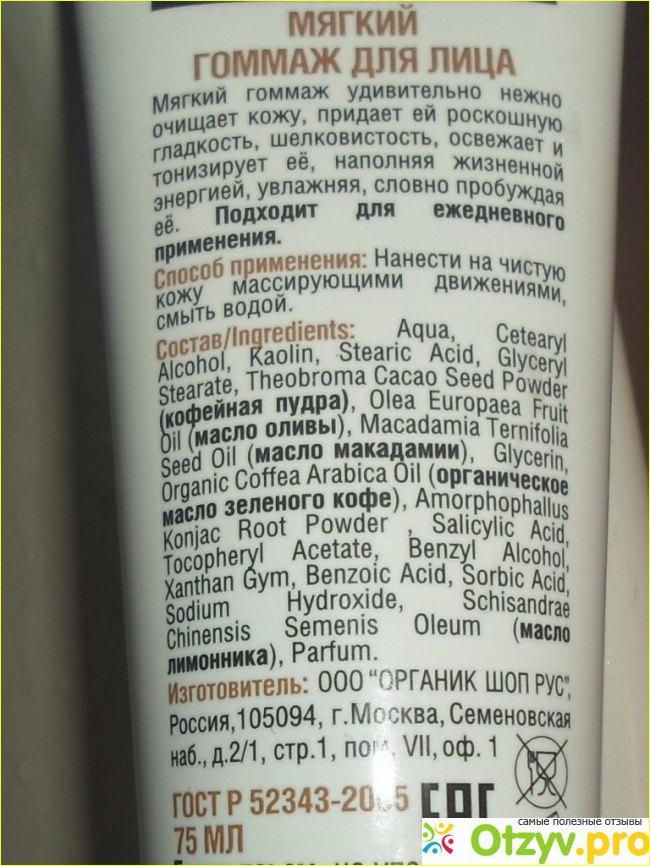 МЯГКИЙ
ГОММАЖ ДЛЯ ЛИЦА
Мягкий гоммаж удивительно нежно
очищает кожу, придает ей роскошную
гладкость, шелковистость, освежает и
тонизирует её, наполняя жизненной
энергией, увлажняя, словно пробуждая
её. Подходит для ежедневного
применения.
Способ применения: Нанести на чистую
кожу массирующими движениями,
смыть водой.
Состав/Ingredients: Aqua, Cetearyl
Alcohol, Kaolin, Stearic Acid, Glyceryl
Stearate, Theobroma Cacao Seed Powder
(кофейная пудра), Olea Europaea Fruit
Oil (масло оливы), Macadamia Ternifolia
Seed Oil (масло макадамии), Glycerin,
Organic Coffea Arabica Oil (органическое
масло зеленого кофе), Amorphophallus
Konjac Root Powder , Salicylic Acid,
Tocopheryl Acetate, Benzyl Alcohol,
Xanthan Gym, Benzoic Acid, Sorbic Acid,
Sodium Hydroxide, Schisandrae
Chinensis Semenis Oleum (масло
лимонника), Parfum.
Изготовитель: ООО "ОРГАНИК ШОП РУС",
Россия,105094, г.Москва, Семеновская
наб., д.2/1, стр.1, пом. VII, оф. 1
ГОСТ Р 52343-2005
75 МЛ
самые полезные отзывы
Otzyv.pro